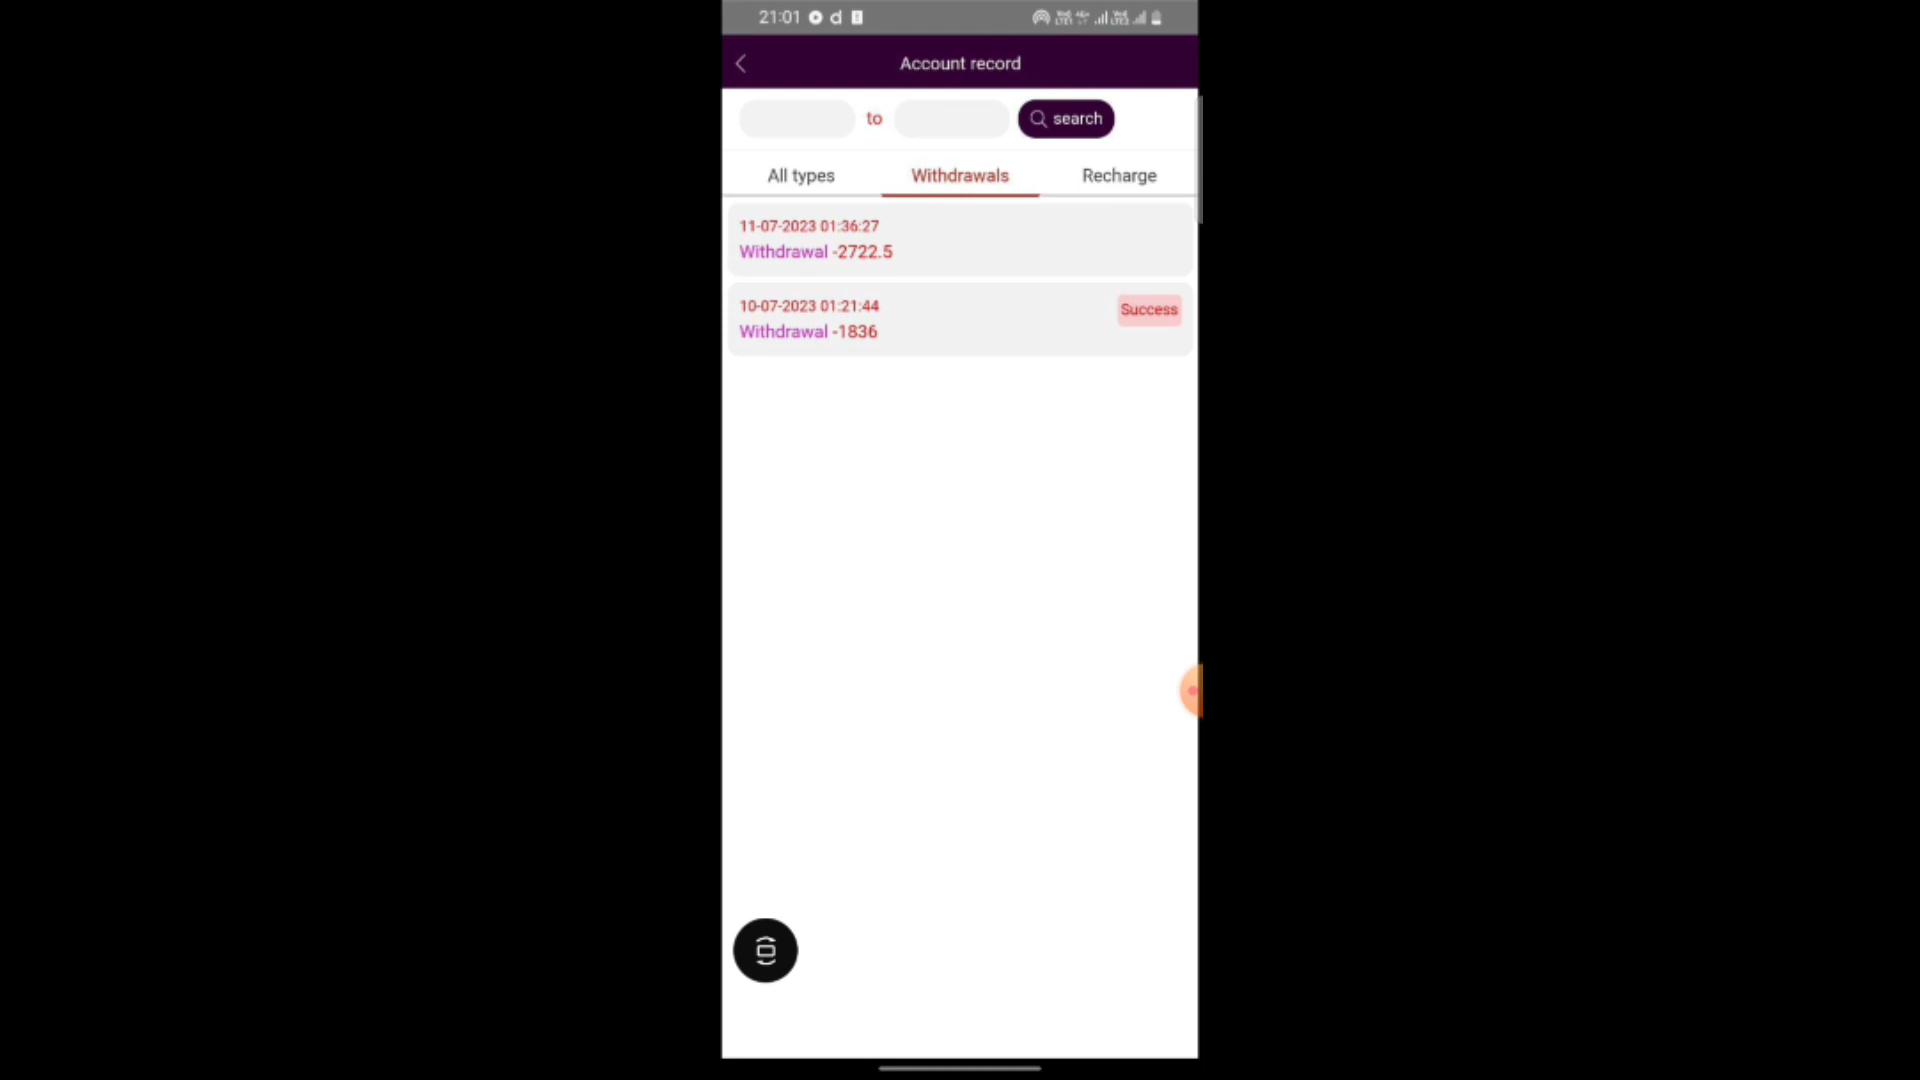 21:01
Account record
to search
All types Withdrawals Recharge
11-07-2023 01:36:27
Withdrawal -2722.5
10-07-2023 01:21:44
Success
Withdrawal -1836